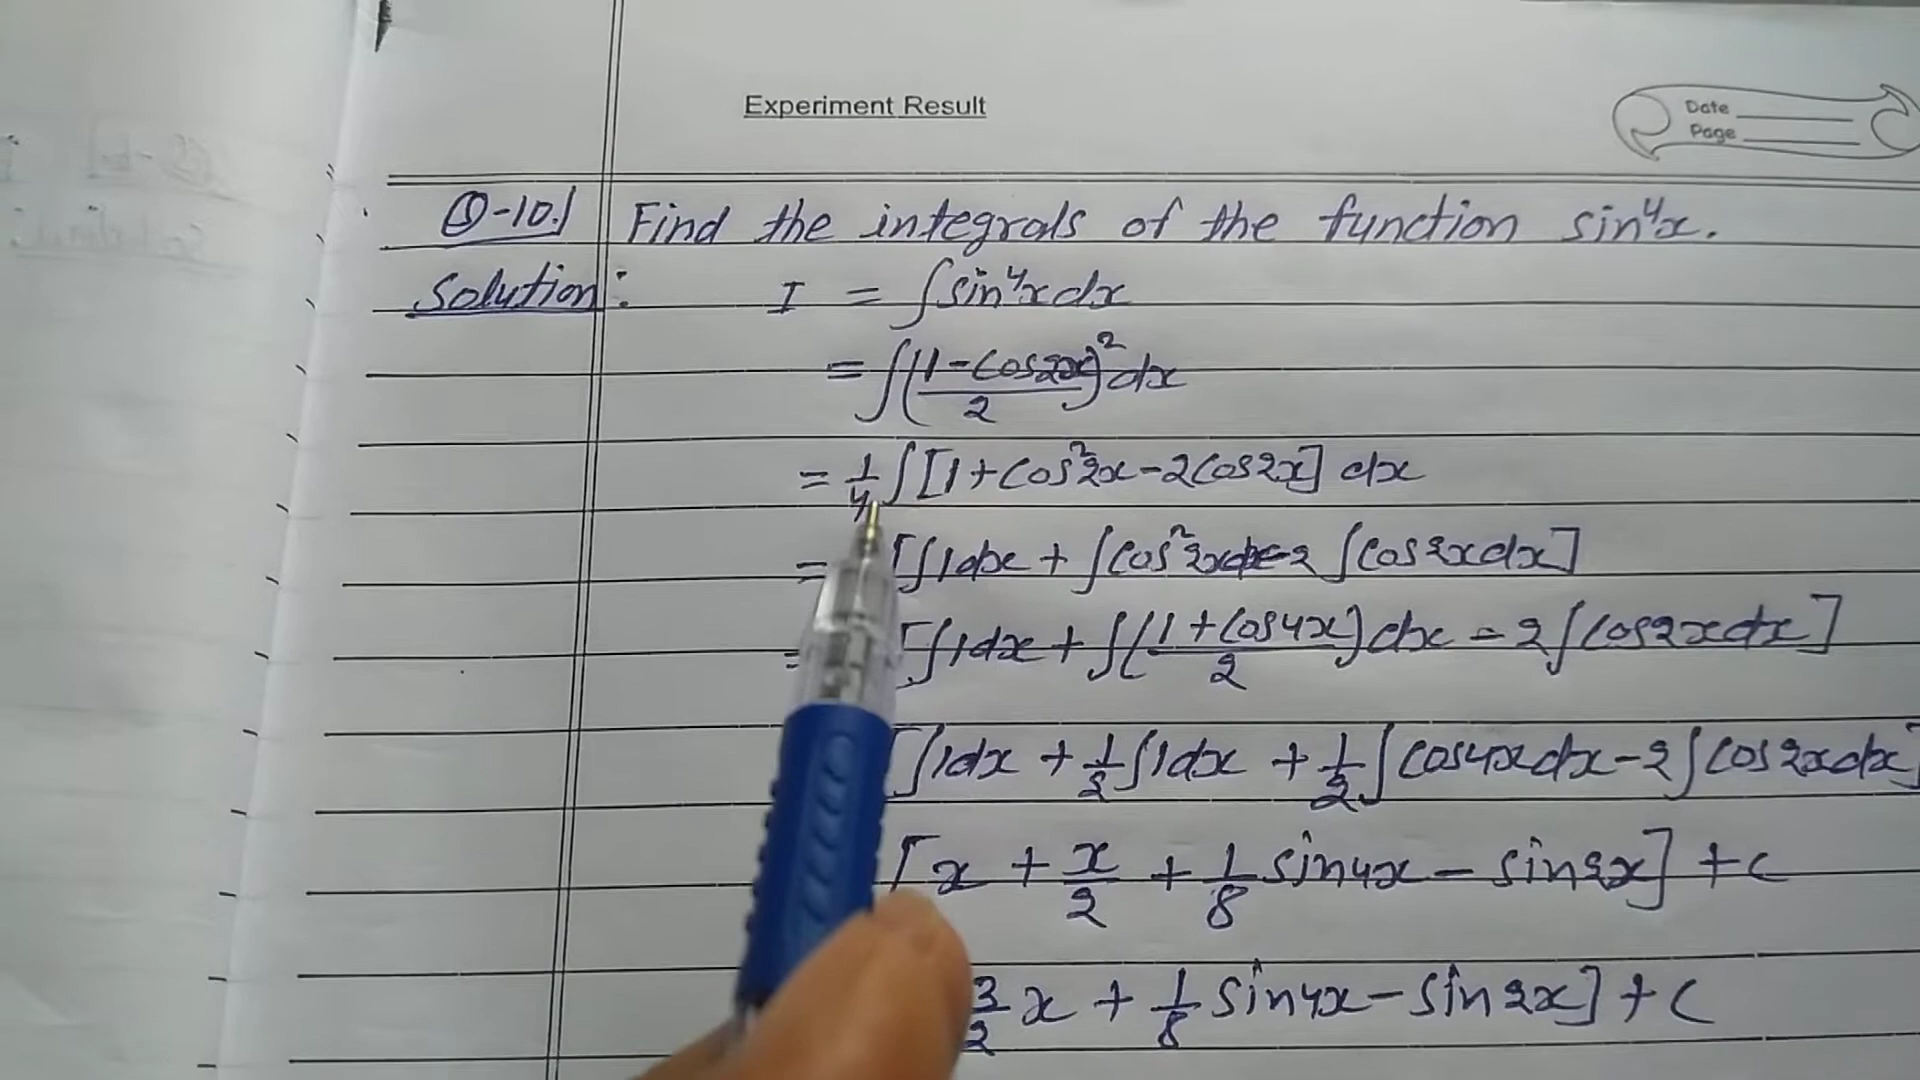 Experiment Result
Date
Page
Q-10.) Find the integrals of the function sin⁴x.
Solution: I = ∫sin⁴x dx
= ∫((1-Cos2x)/2)² dx
= 1/4 ∫[1+Cos²2x-2Cos2x] dx
= [∫1dx + ∫Cos²2xdx-2 ∫Cos2xdx]
= [∫1dx + ∫((1+Cos4x)/2)dx - 2∫Cos2xdx]
[∫1dx + 1/2∫1dx + 1/2∫Cos4xdx-2∫Cos2xdx]
[x + x/2 + 1/8 sin4x - sin2x] + c
3/2 x + 1/8 sin4x - sin2x] + c